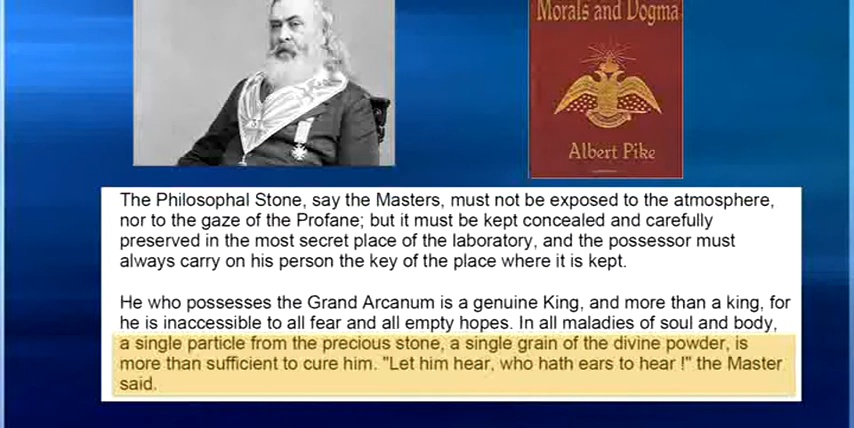 Morals and Dogma
Albert Pike
The Philosophal Stone, say the Masters, must not be exposed to the atmosphere,
nor to the gaze of the Profane; but it must be kept concealed and carefully
preserved in the most secret place of the laboratory, and the possessor must
always carry on his person the key of the place where it is kept.
He who possesses the Grand Arcanum is a genuine King, and more than a king, for
he is inaccessible to all fear and all empty hopes. In all maladies of soul and body,
a single particle from the precious stone, a single grain of the divine powder, is
more than sufficient to cure him. "Let him hear, who hath ears to hear !" the Master
said.